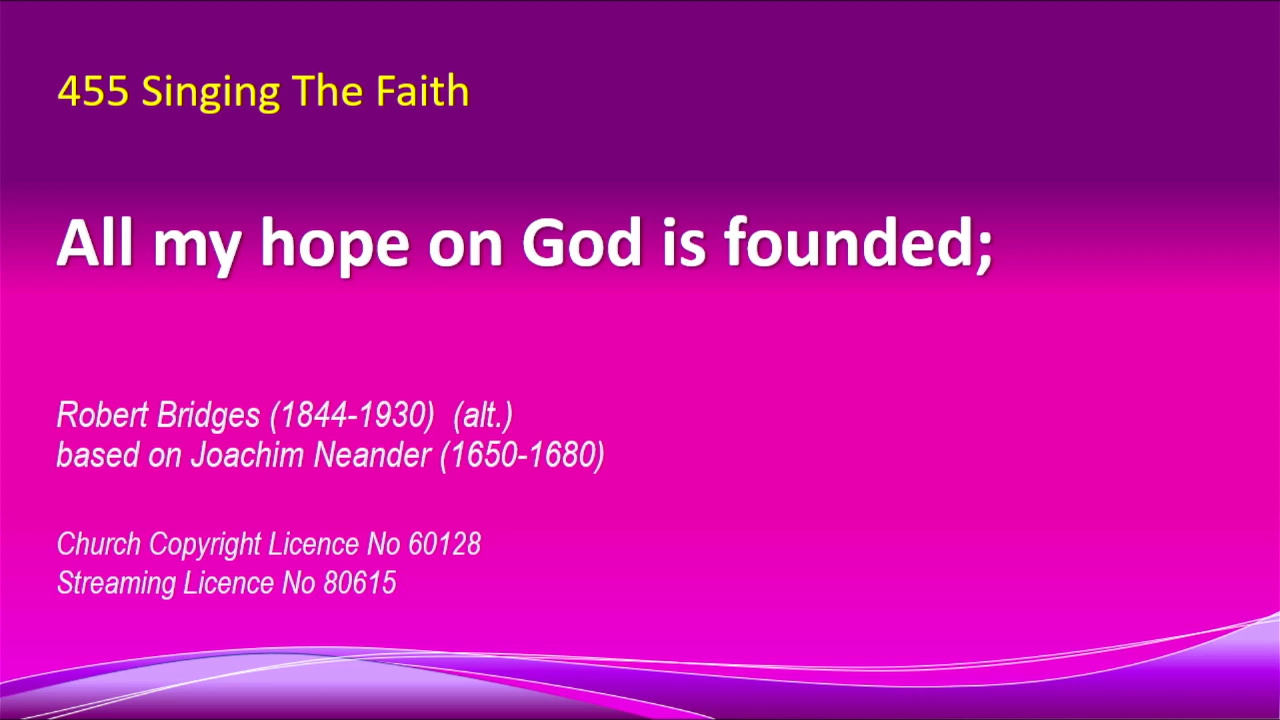 455 Singing The Faith
All my hope on God is founded;
Robert Bridges (1844-1930)  (alt.)
based on Joachim Neander (1650-1680)
Church Copyright Licence No 60128
Streaming Licence No 80615